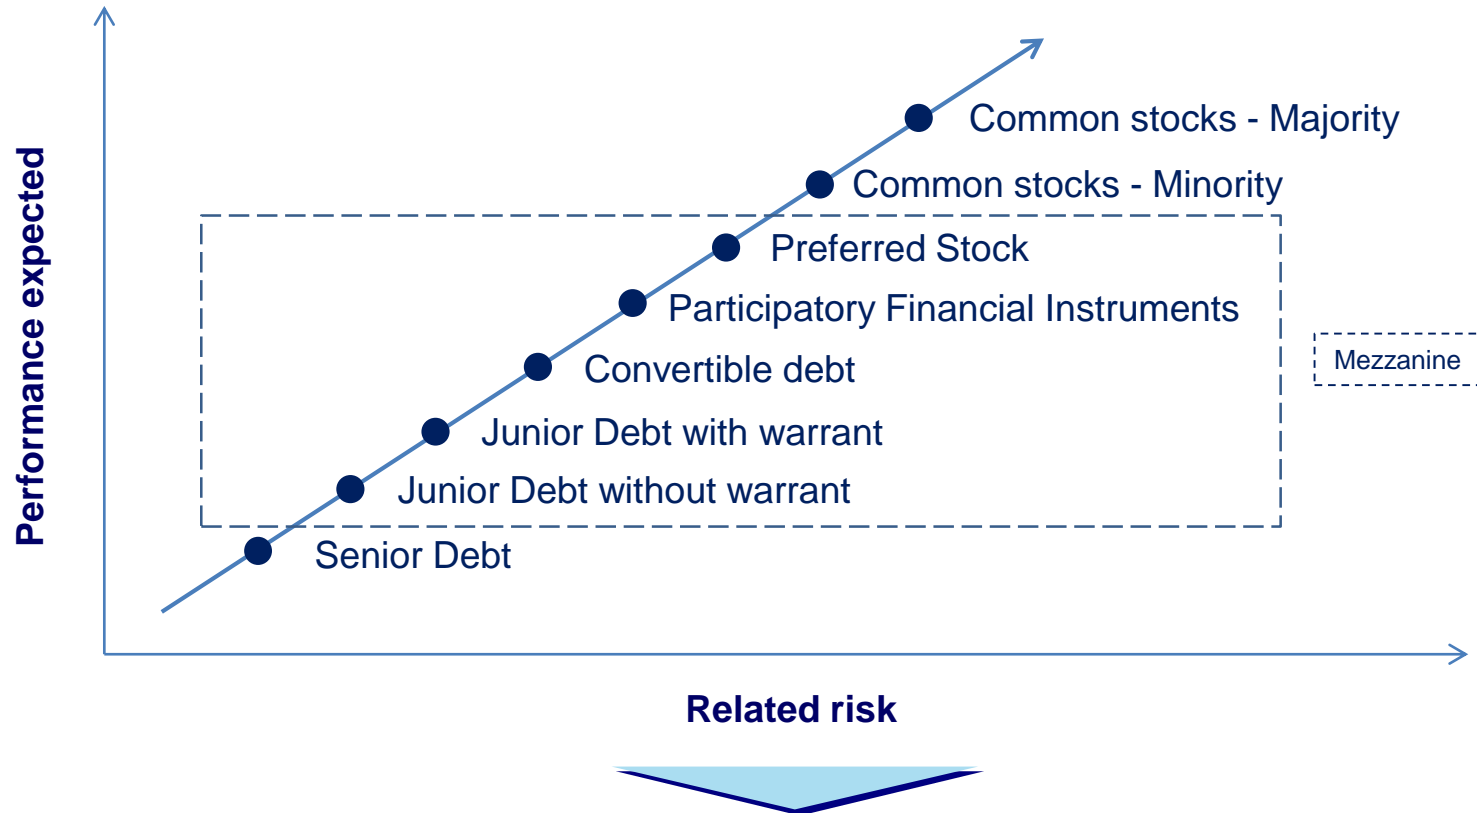 Performance expected
Common stocks - Majority
Common stocks - Minority
Preferred Stock
Participatory Financial Instruments
Mezzanine
Convertible debt
Junior Debt with warrant
Junior Debt without warrant
Senior Debt
Related risk